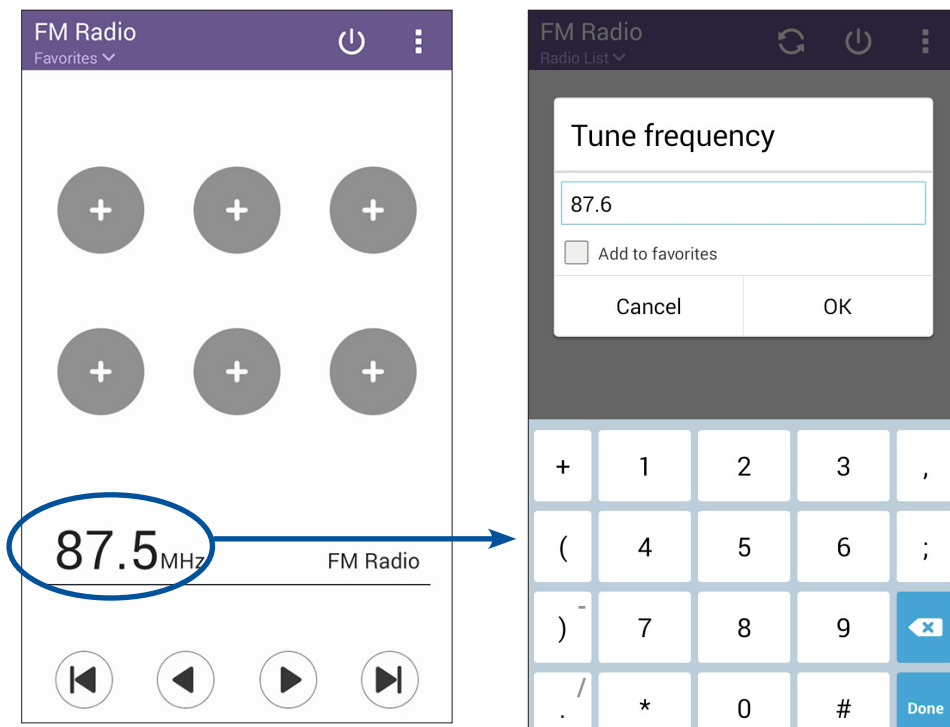 FM Radio
Favorites
+ + +
+ + +
87.5MHz
FM Radio
FM Radio
Radio List
Tune frequency
87.6
Add to favorites
Cancel OK
+ 1 2 3 ,
( 4 5 6 ;
) - 7 8 9
. / * 0 # Done